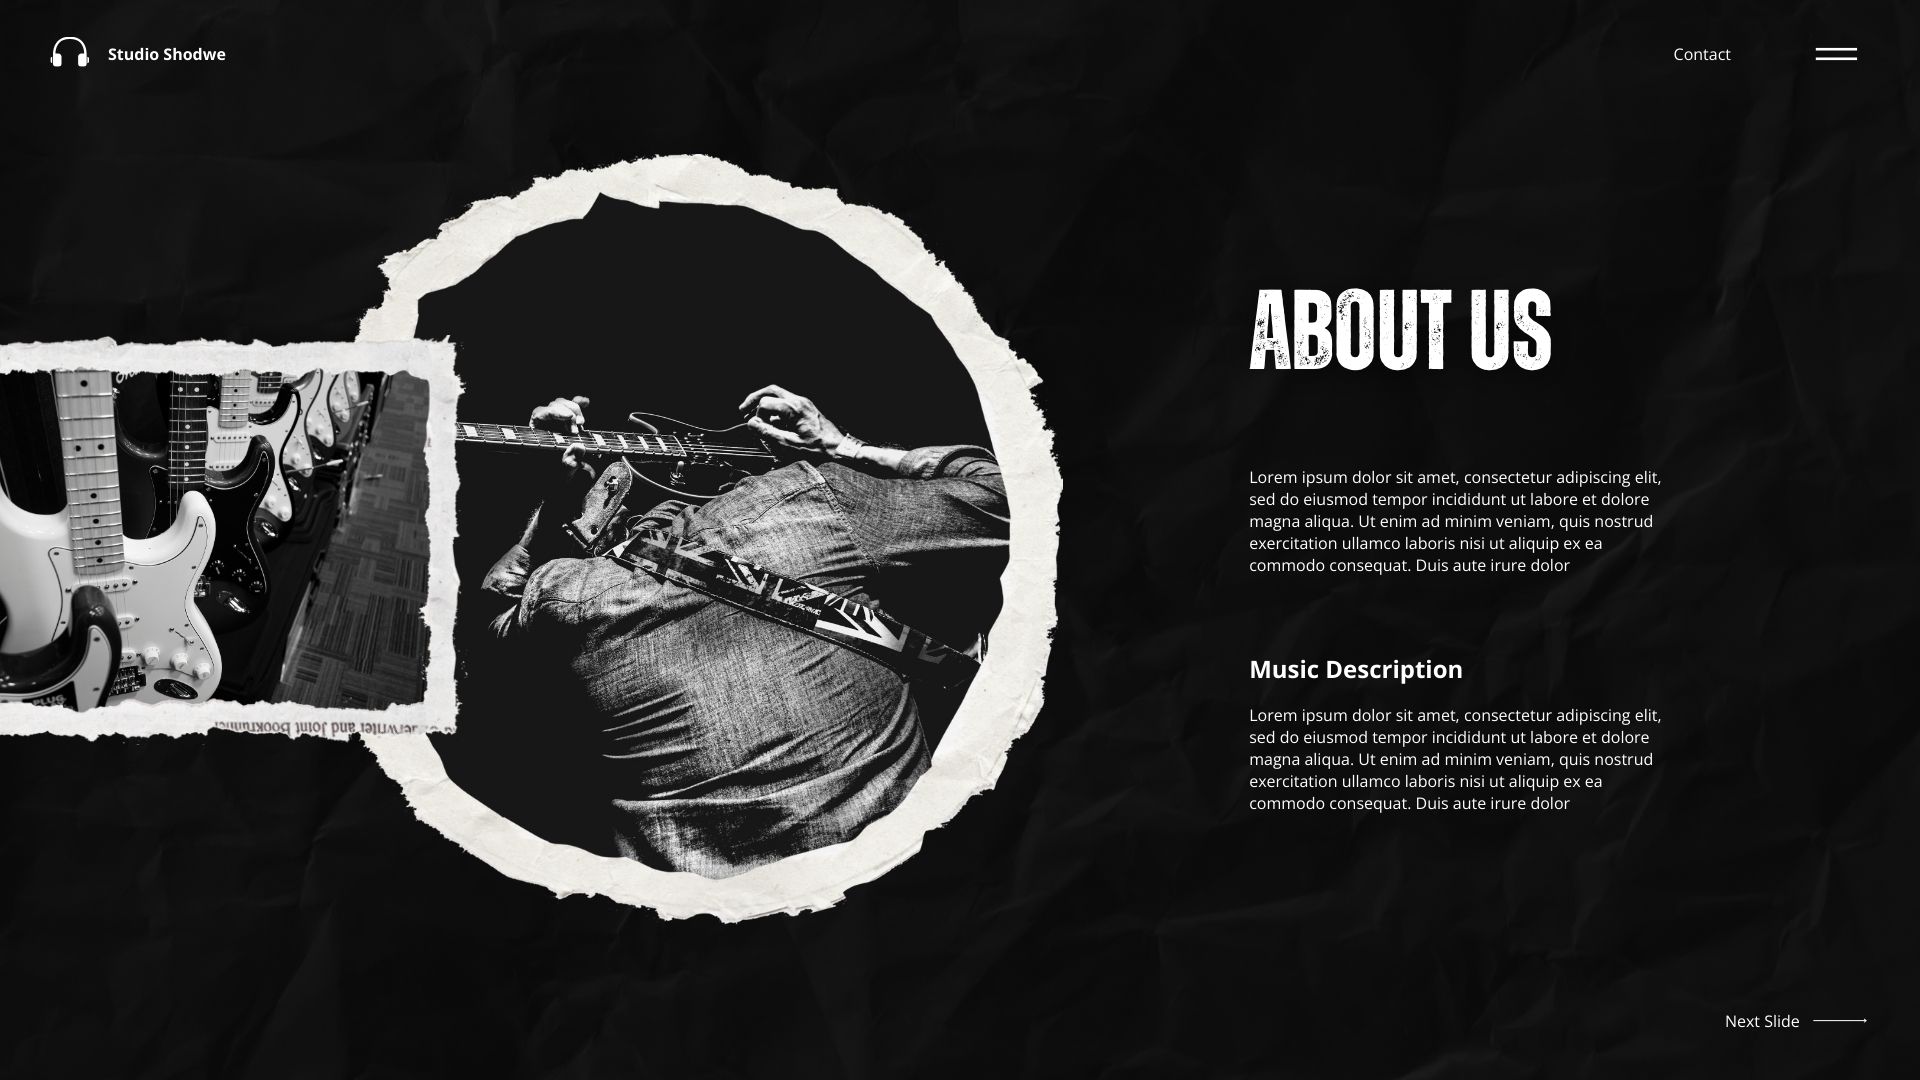 Studio Shodwe
Contact
ABOUT US
Lorem ipsum dolor sit amet, consectetur adipiscing elit,
sed do eiusmod tempor incididunt ut labore et dolore
magna aliqua. Ut enim ad minim veniam, quis nostrud
exercitation ullamco laboris nisi ut aliquip ex ea
commodo consequat. Duis aute irure dolor
Music Description
Lorem ipsum dolor sit amet, consectetur adipiscing elit,
sed do eiusmod tempor incididunt ut labore et dolore
magna aliqua. Ut enim ad minim veniam, quis nostrud
exercitation ullamco laboris nisi ut aliquip ex ea
commodo consequat. Duis aute irure dolor
and Joint Bookrunner
Next Slide